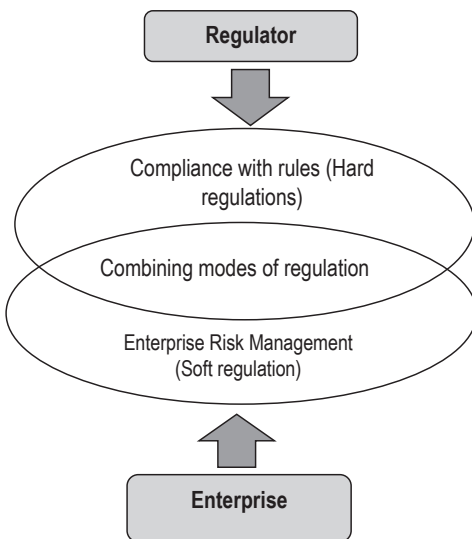 Regulator
Compliance with rules (Hard
regulations)
Combining modes of regulation
Enterprise Risk Management
(Soft regulation)
Enterprise